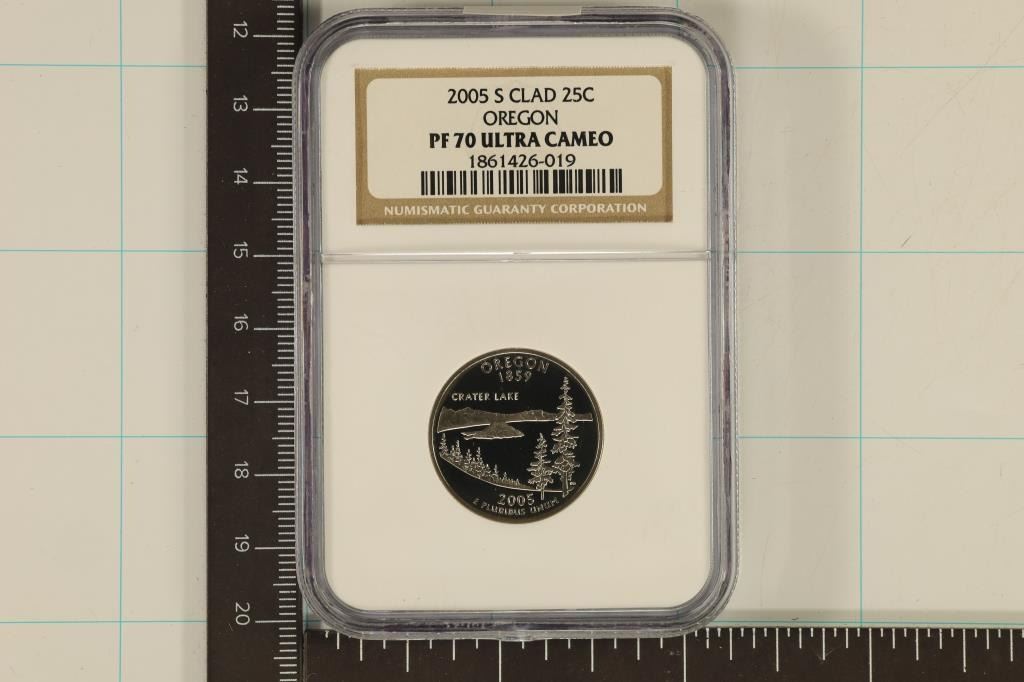 2005 S CLAD 25C
OREGON
PF 70 ULTRA CAMEO
1861426-019
NUMISMATIC GUARANTY CORPORATION
OREGON
1859
CRATER LAKE
2005
E PLURIBUS UNUM
12
13
14
15
16
17
18
19
20